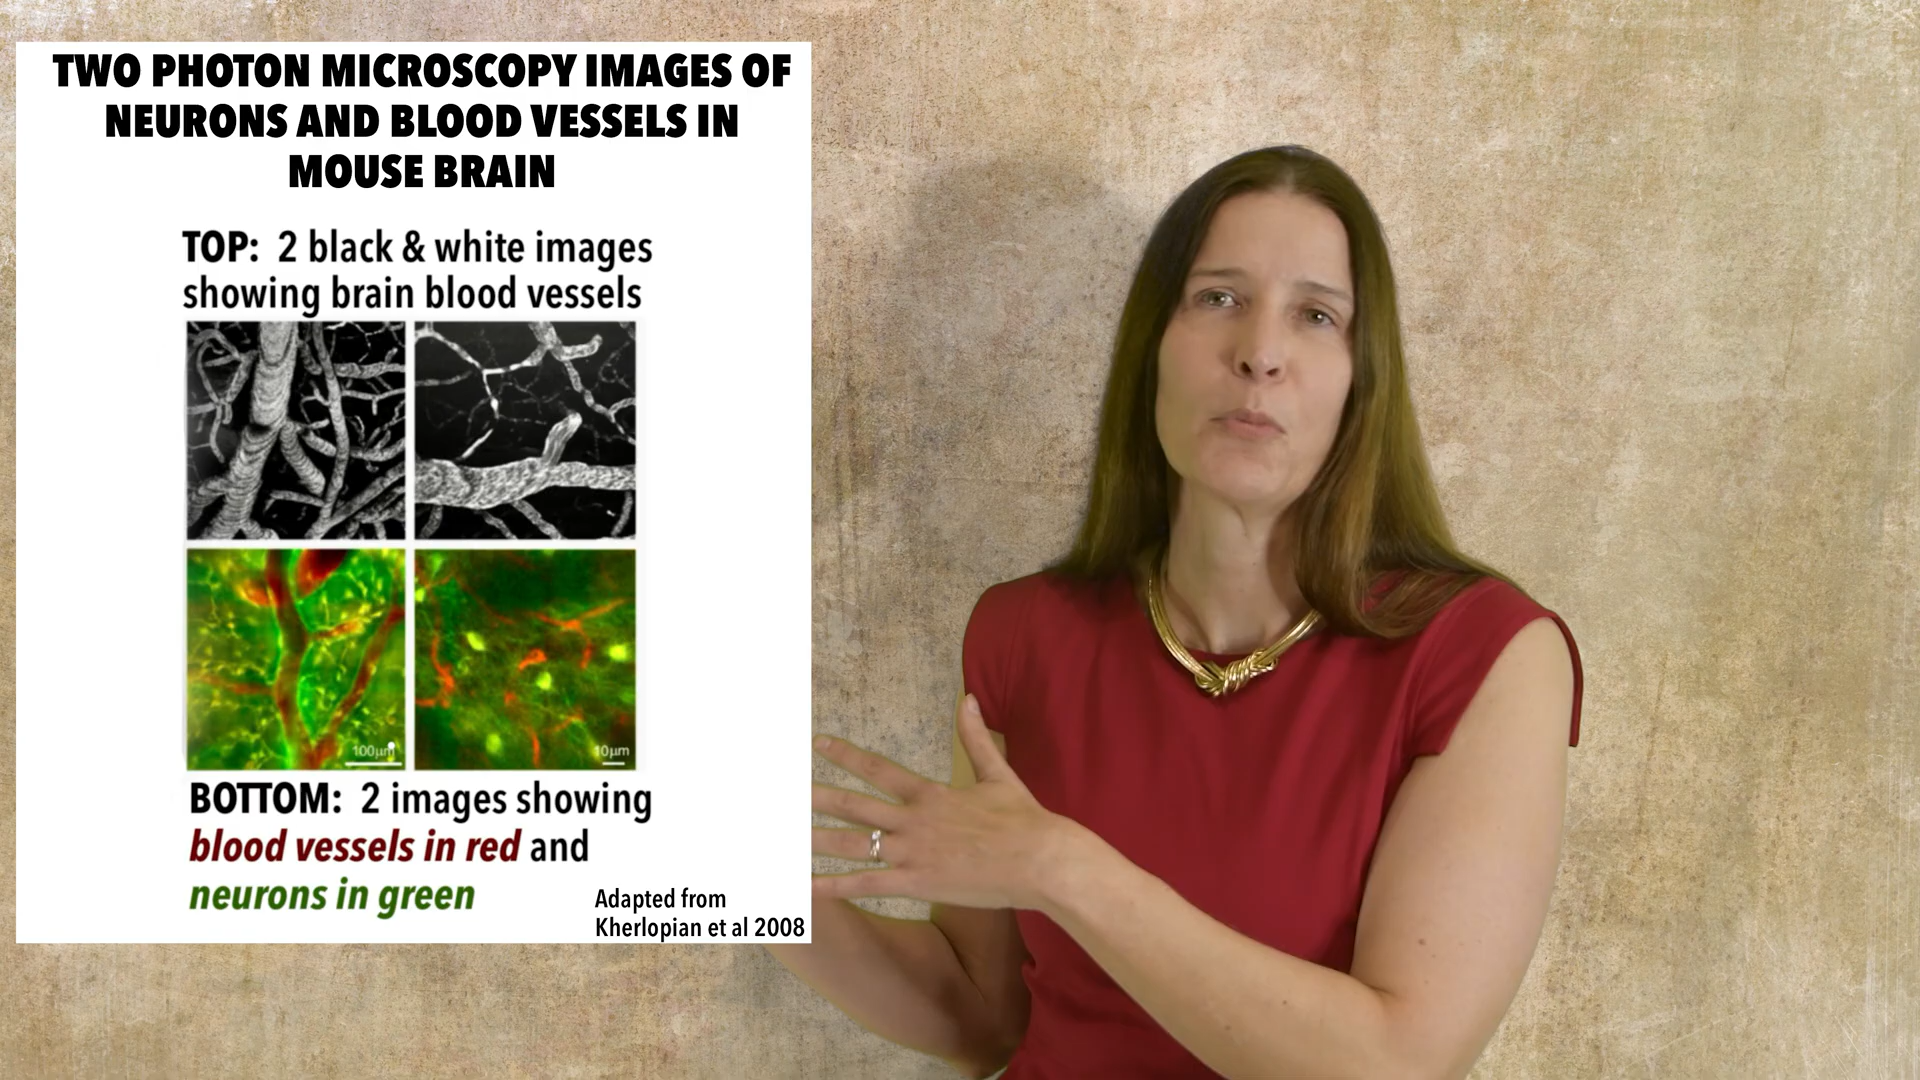 TWO PHOTON MICROSCOPY IMAGES OF
NEURONS AND BLOOD VESSELS IN
MOUSE BRAIN
TOP: 2 black & white images
showing brain blood vessels
100µm
10µm
BOTTOM: 2 images showing
blood vessels in red and
neurons in green
Adapted from
Kherlopian et al 2008